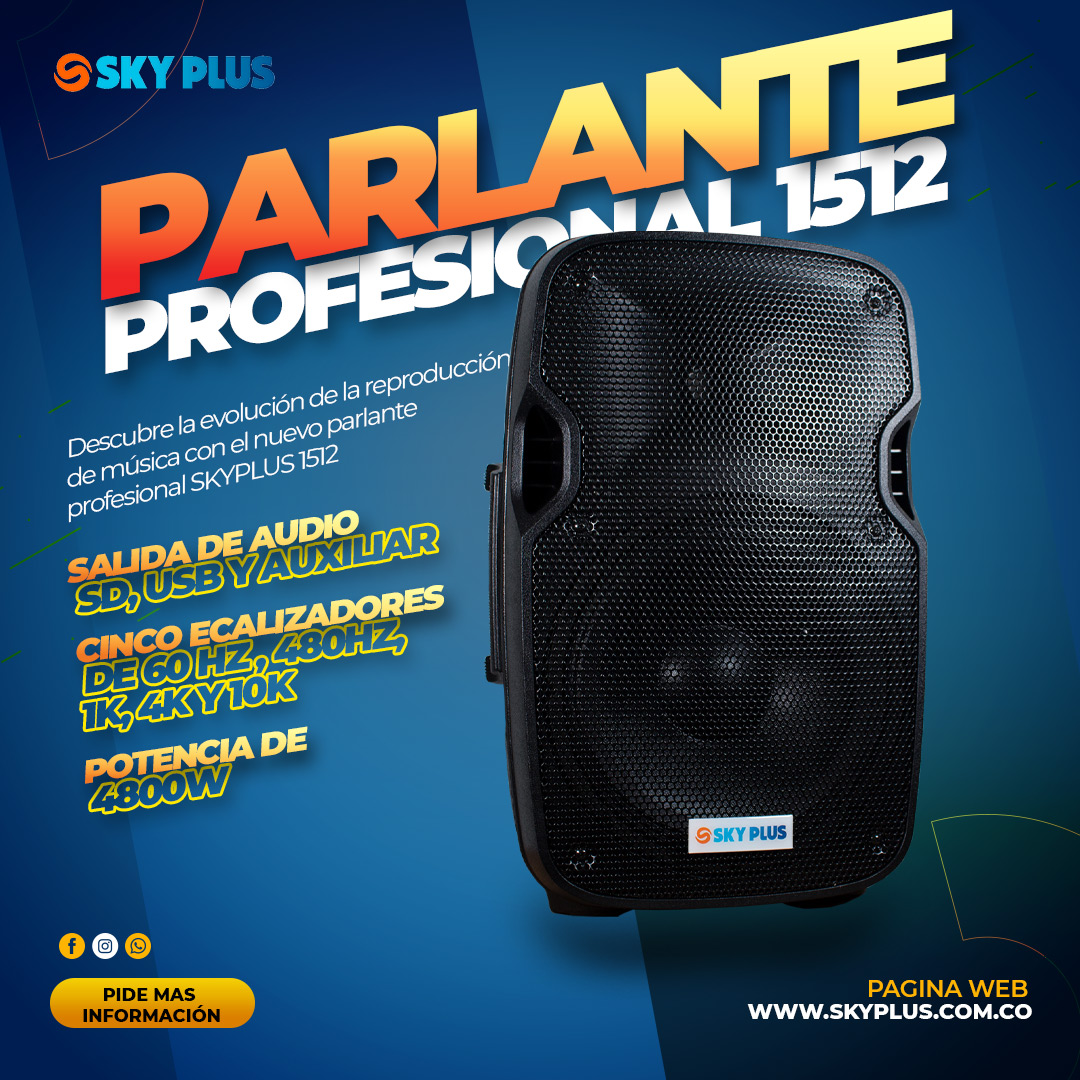 SKY PLUS
PARLANTE
PROFESIONAL 1512
Descubre la evolución de la reproducción
de música con el nuevo parlante
profesional SKYPLUS 1512
SALIDA DE AUDIO
SD, USB Y AUXILIAR
CINCO ECALIZADORES
DE 60 HZ , 480HZ,
1K, 4K Y 10K
POTENCIA DE
4800W
SKY PLUS
PIDE MAS
INFORMACIÓN
PAGINA WEB
WWW.SKYPLUS.COM.CO